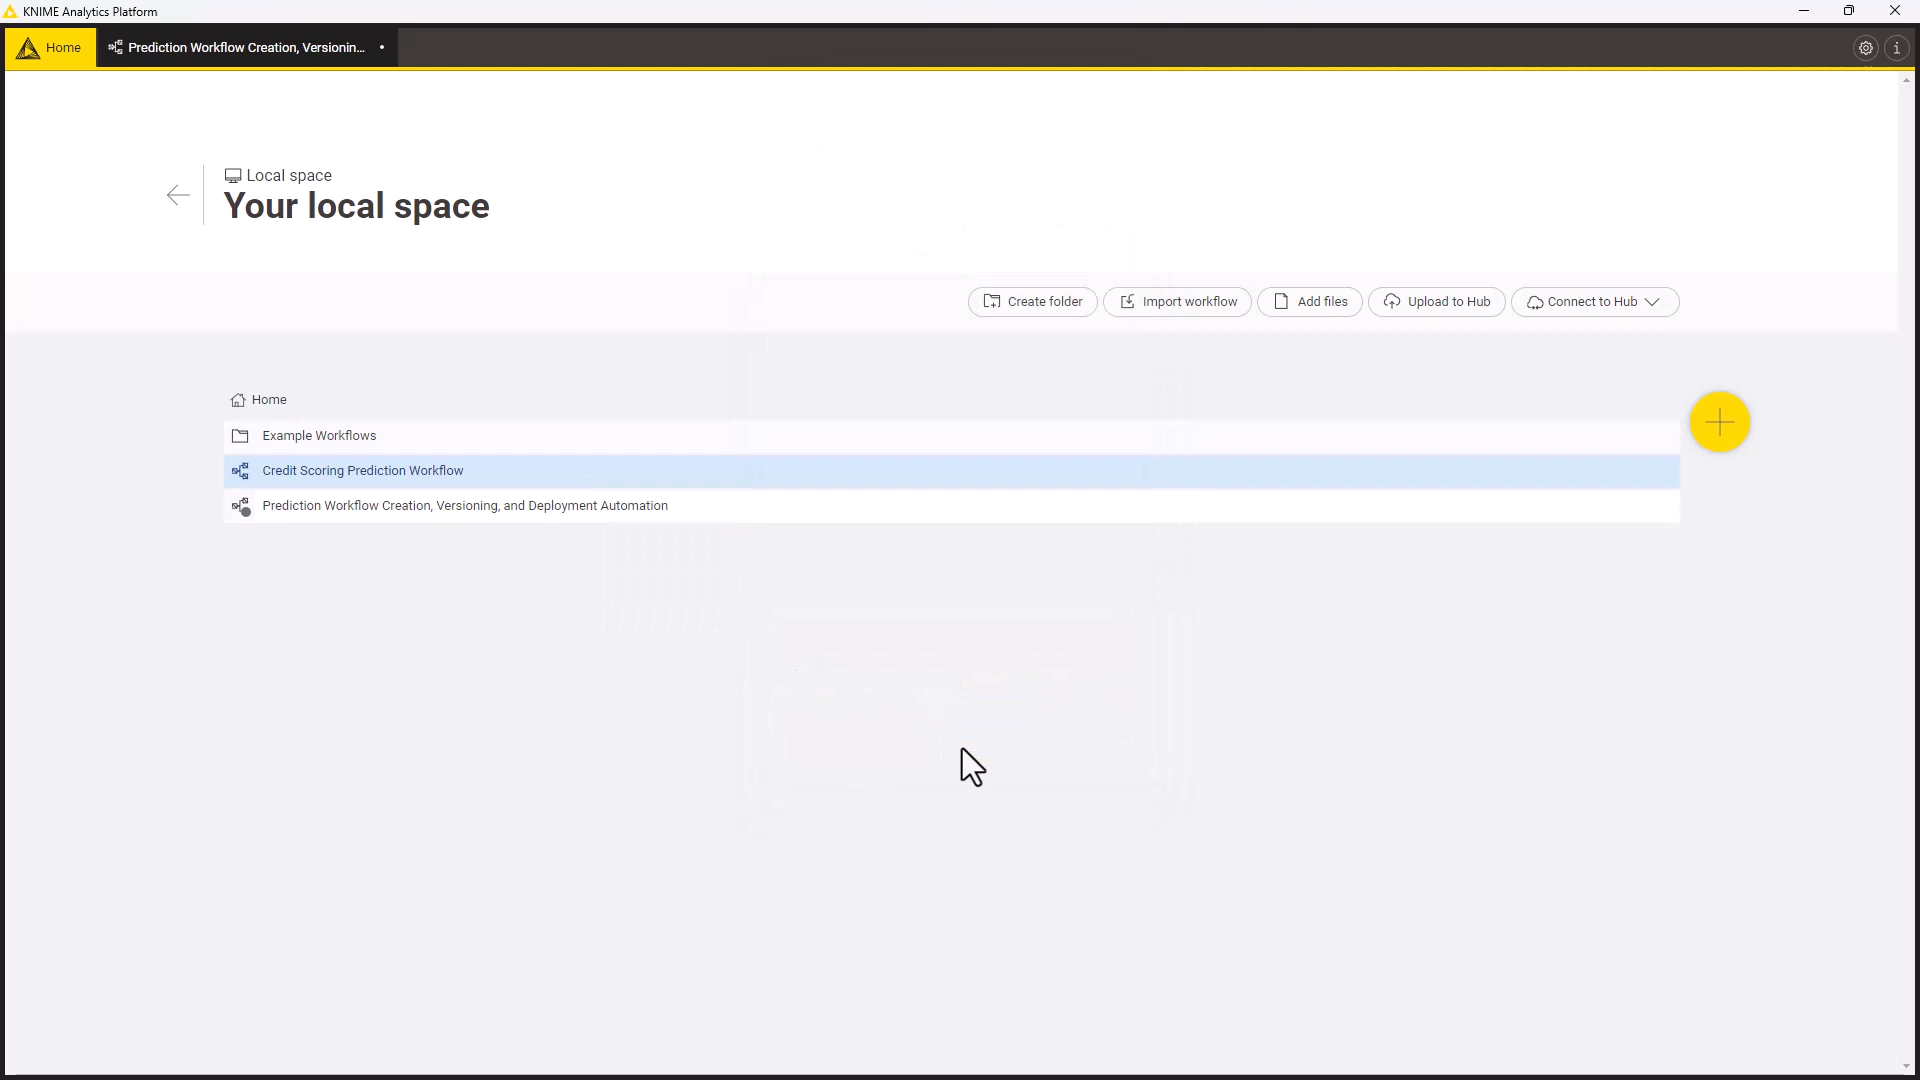 KNIME Analytics Platform
Home
Prediction Workflow Creation, Versionin...
Local space
Your local space
Create folder
Import workflow
Add files
Upload to Hub
Connect to Hub
Home
Example Workflows
Credit Scoring Prediction Workflow
Prediction Workflow Creation, Versioning, and Deployment Automation